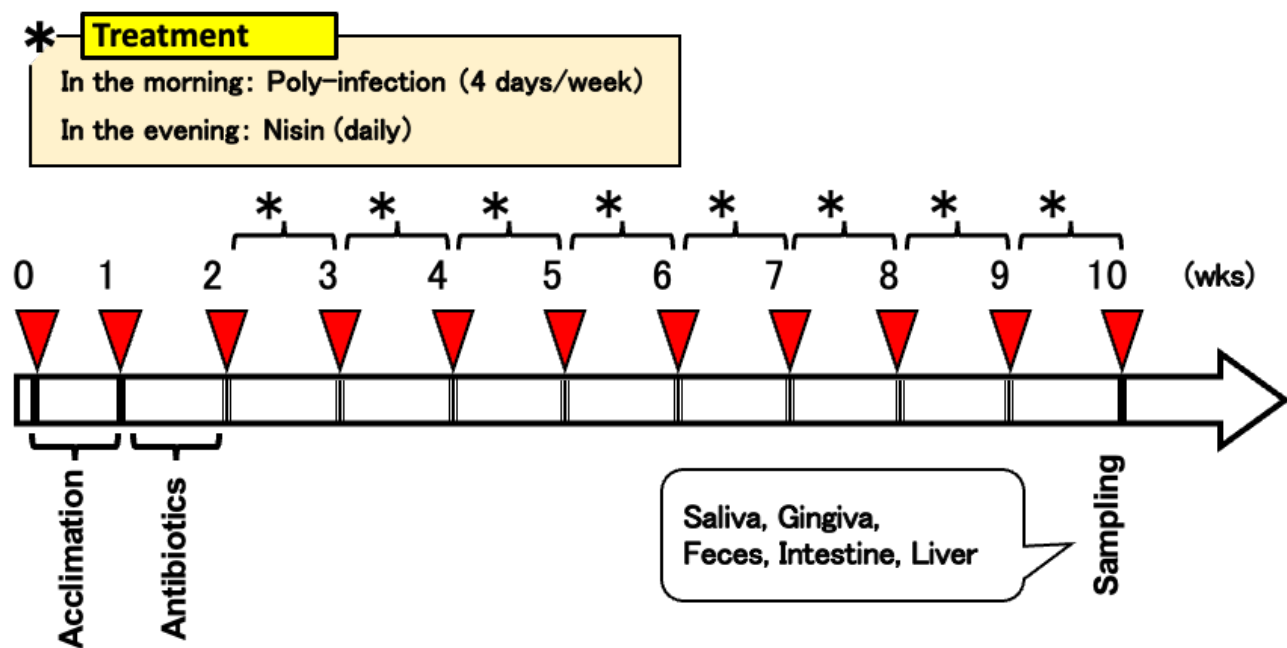 * Treatment
In the morning: Poly-infection (4 days/week)
In the evening: Nisin (daily)
* * * * * * * *
0 1 2 3 4 5 6 7 8 9 10 (wks)
Acclimation
Antibiotics
Saliva, Gingiva,
Feces, Intestine, Liver
Sampling